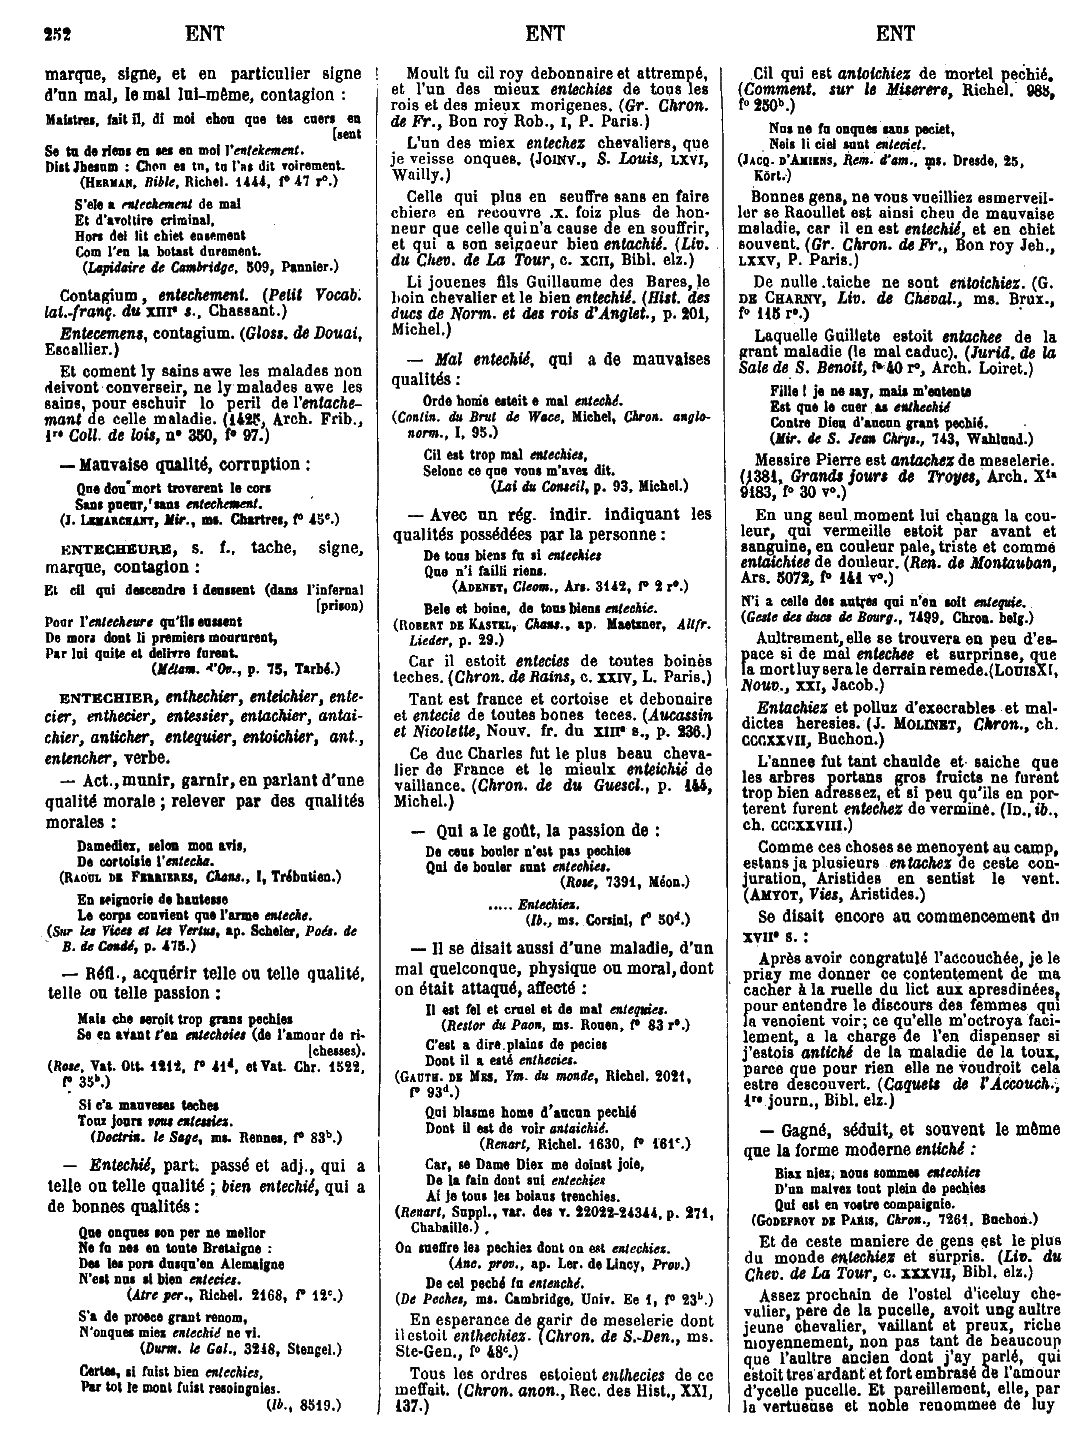 252 ENT ENT ENT
marque, signe, et en particulier signe
d'un mal, le mal lui-même, contagion :
Maistres, fait il, di moi chou que tes cuers en
[sent
Se tu de riens en ses en moi l'entekement.
Dist Jhesum : Chou es tu, tu l'as dit voirement.
(HERMAN, Bible, Richel. 1444, f° 47 r°.)
S'ele a entechement de mal
Et d'avoltire criminal,
Hors del lit chiet ensement
Com l'en la botast durement.
(Lapidaire de Cambridge, 509, Pannier.)
Contagium, entechement. (Petit Vocab.
lat.-franç. du XIIIe s., Chassant.)
Entecemens, contagium. (Gloss. de Douai,
Escallier.)
Et coment ly sains awe les malades non
deivont converseir, ne ly malades awe les
sains, pour eschuir lo peril de l'entache-
mant de celle maladie. (1425, Arch. Frib.,
1re Coll. de lois, n° 350, f° 97.)
— Mauvaise qualité, corruption :
Que don mort troverent le cors
Sans pueur, sans entechement.
(J. LEMARCHANT, Mir., ms. Chartres, f° 45c.)
ENTECHEURE, s. f., tache, signe,
marque, contagion :
Et cil qui descendre i deussent (dans l'infernal
[prison)
Pour l'entecheure qu'ils eussent
De mors dont li premiers moururent,
Par lui quite et delivre furent.
(Métam. d'Ov., p. 75, Tarbé.)
ENTECHIER, enthechier, enteichier, ente-
cier, enthecier, entessier, entachier, antai-
chier, anticher, entequier, entoichier, ant.,
entencher, verbe.
— Act., munir, garnir, en parlant d'une
qualité morale ; relever par des qualités
morales :
Damediez, selon mon avis,
De cortoisie l'entecha.
(RAOUL DE FERRIERES, Chans., I, Trébutien.)
En seignorie de hautesse
Le corps convient que l'arme enteche.
(Sur les Vices et les Vertus, ap. Scheler, Poés. de
B. de Condé, p. 475.)
— Réfl., acquérir telle ou telle qualité,
telle ou telle passion :
Mais che seroit trop grans pechies
Se en avant t'en entechoies (de l'amour de ri-
[chesses).
(Rose, Vat. Ott. 1212, f° 41d, et Vat. Chr. 1522,
f° 35b.)
Si c'a mauveses teches
Touz jours vous entessiez.
(Doctrin. le Sage, ms. Rennes, f° 83b.)
— Entechié, part. passé et adj., qui a
telle ou telle qualité ; bien entechié, qui a
de bonnes qualités :
Que onques son per ne mellor
Ne fu nes en toute Bretaigne :
Des les pors dusqu'en Alemaigne
N'est nus si bien entecies.
(Atre per., Richel. 2168, f° 12c.)
S'a de proece grant renom,
N'onques miez entechié ne vi.
(Durm. le Gal., 3248, Stengel.)
Certes, si fuist bien entechies,
Par tot le mont fuist resoingnies.
(Ib., 8519.)
Moult fu cil roy debonnaire et attrempé,
et l'un des mieux entechies de tous les
rois et des mieux morigenes. (Gr. Chron.
de Fr., Bon roy Rob., I, P. Paris.)
L'un des miex entechez chevaliers, que
je veisse onques. (JOINV., S. Louis, LXVI,
Wailly.)
Celle qui plus en seuffre sans en faire
chiere en recouvre .x. foiz plus de hon-
neur que celle qui n'a cause de en souffrir,
et qui a son seigneur bien entachié. (Liv.
du Chev. de La Tour, c. XCII, Bibl. elz.)
Li jouenes fils Guillaume des Bares, le
boin chevalier et le bien entechié. (Hist. des
ducs de Norm. et des rois d'Anglet., p. 201,
Michel.)
— Mal entechié, qui a de mauvaises
qualités :
Orde homie esteit e mal enteché.
(Contin. du Brut de Wace, Michel, Chron. anglo-
norm., I, 95.)
Cil est trop mal entechies,
Selonc ce que vous m'avez dit.
(Lai du Conseil, p. 93, Michel.)
— Avec un rég. indir. indiquant les
qualités possédées par la personne :
De tous biens fu si entechies
Que n'i failli riens.
(ADENET, Cleom., Ars. 3142, f° 2 r°.)
Bele et boine, de tous biens entechie.
(ROBERT DE KASTEL, Chans., ap. Maetzner, Altfr.
Lieder, p. 29.)
Car il estoit entecies de toutes boines
teches. (Chron. de Rains, c. XXIV, L. Paris.)
Tant est france et cortoise et debonaire
et entecie de toutes bones teces. (Aucassin
et Nicolette, Nouv. fr. du XIIIe s., p. 236.)
Ce duc Charles fut le plus beau cheva-
lier de France et le mieulx enteichié de
vaillance. (Chron. de du Guescl., p. 144,
Michel.)
— Qui a le goût, la passion de :
De ceus bouler n'est pas pechies
Qui de bouler sunt entechies.
(Rose, 7391, Méon.)
..... Entechiez.
(Ib., ms. Corsini, f° 50d.)
— Il se disait aussi d'une maladie, d'un
mal quelconque, physique ou moral, dont
on était attaqué, affecté :
Il est fel et cruel et de mal entequies.
(Restor du Paon, ms. Rouen, f° 83 r°.)
C'est a dire plains de pecies
Dont il a esté enthecies.
(GAUTH. DE MES, Ym. du monde, Richel. 2021,
f° 93d.)
Qui blasme home d'aucun pechié
Dont il est de voir antaichié.
(Renart, Richel. 1630, f° 161c.)
Car, se Dame Diex me doinst joie,
De la fain dont sui entechies
Ai je tous les boiaus trenchies.
(Renart, Suppl., var. des v. 22022-24344, p. 271,
Chabaille.)
On sueffre les pechiez dont on est entechiez.
(Anc. prov., ap. Ler. de Lincy, Prov.)
De cel peché fu entenché.
(De Peches, ms. Cambridge, Univ. Ee 1, f° 23b.)
En esperance de garir de meselerie dont
il estoit enthechiez. (Chron. de S.-Den., ms.
Ste-Gen., f° 48c.)
Tous les ordres estoient enthecies de ce
meffait. (Chron. anon., Rec. des Hist., XXI,
137.)
Cil qui est antoichiez de mortel pechié.
(Comment. sur le Miserere, Richel. 988,
f° 250b.)
Nus ne fu onques sans peciet,
Neis li ciel sunt enteciet.
(JACQ. D'AMIENS, Rem. d'am., ms. Dresde, 25,
Kört.)
Bonnes gens, ne vous vueilliez esmerveil-
ler se Raoullet est ainsi cheu de mauvaise
maladie, car il en est entechié, et en chiet
souvent. (Gr. Chron. de Fr., Bon roy Jeh.,
LXXV, P. Paris.)
De nulle taiche ne sont entoichiez. (G.
DE CHARNY, Liv. de Cheval., ms. Brux.,
f° 115 r°.)
Laquelle Guillete estoit entachee de la
grant maladie (le mal caduc). (Jurid. de la
Sale de S. Benoît, f° 40 r°, Arch. Loiret.)
Fille ! je ne say, mais m'entente
Est que le cuer as enthechié
Contre Dieu d'aucun grant pechié.
(Mir. de S. Jean Chrys., 743, Wahlund.)
Messire Pierre est antachez de meselerie.
(1381, Grands jours de Troyes, Arch. X1a
9183, f° 30 v°.)
En ung seul moment lui changa la cou-
leur, qui vermeille estoit par avant et
sanguine, en couleur pale, triste et comme
entaichiee de douleur. (Ren. de Montauban,
Ars. 5072, f° 141 v°.)
N'i a celle des autres qui n'en soit entequie.
(Geste des ducs de Bourg., 7499, Chron. belg.)
Aultrement, elle se trouvera en peu d'es-
pace si de mal entechee et surprinse, que
la mort luy sera le derrain remede. (LOUIS XI,
Nouv., XXI, Jacob.)
Entachiez et polluz d'execrables et mal-
dictes heresies. (J. MOLINET, Chron., ch.
CCCXXVII, Buchon.)
L'annee fut tant chaulde et saiche que
les arbres portans gros fruicts ne furent
trop bien adressez, et si peu qu'ils en por-
terent furent entechez de vermine. (ID., ib.,
ch. CCCXXVIII.)
Comme ces choses se menoyent au camp,
estans ja plusieurs entachez de ceste con-
juration, Aristides en sentist le vent.
(AMYOT, Vies, Aristides.)
Se disait encore au commencement du
XVIIe s. :
Après avoir congratulé l'accouchée, je le
priay me donner ce contentement de ma
cacher à la ruelle du lict aux apresdinées,
pour entendre le discours des femmes qui
la venoient voir ; ce qu'elle m'octroya faci-
lement, a la charge de l'en dispenser si
j'estois antiché de la maladie de la toux,
parce que pour rien elle ne voudroit cela
estre descouvert. (Caquets de l'Accouch.,
1re journ., Bibl. elz.)
— Gagné, séduit, et souvent le même
que la forme moderne entiché :
Biax niez, nous sommes entechies
D'un malvez tout plein de pechies
Qui est en vostre compaignie.
(GODEFROY DE PARIS, Chron., 7261, Buchon.)
Et de ceste maniere de gens est le plus
du monde entechiez et surpris. (Liv. du
Chev. de La Tour, c. XXXVII, Bibl. elz.)
Assez prochain de l'ostel d'iceluy che-
valier, pere de la pucelle, avoit ung aultre
jeune chevalier, vaillant et preux, riche
moyennement, non pas tant de beaucoup
que l'aultre ancien dont j'ay parlé, qui
estoit tres ardant et fort embrasé de l'amour
d'ycelle pucelle. Et pareillement, elle, par
la vertueuse et noble renommee de luy